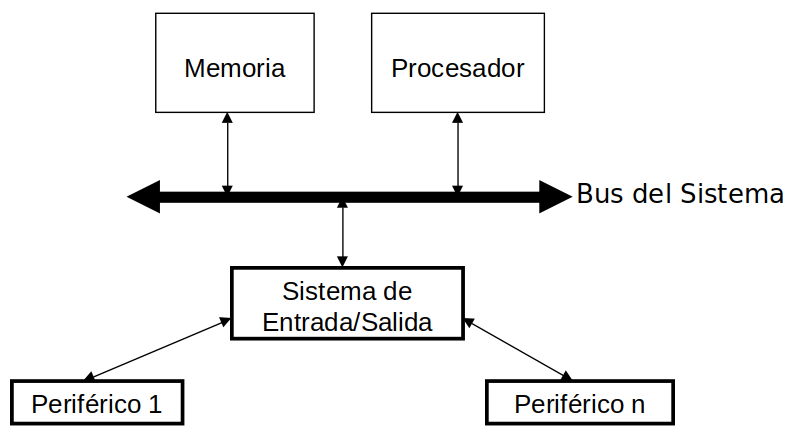 Memoria
Procesador
Bus del Sistema
Sistema de
Entrada/Salida
Periférico 1
Periférico n